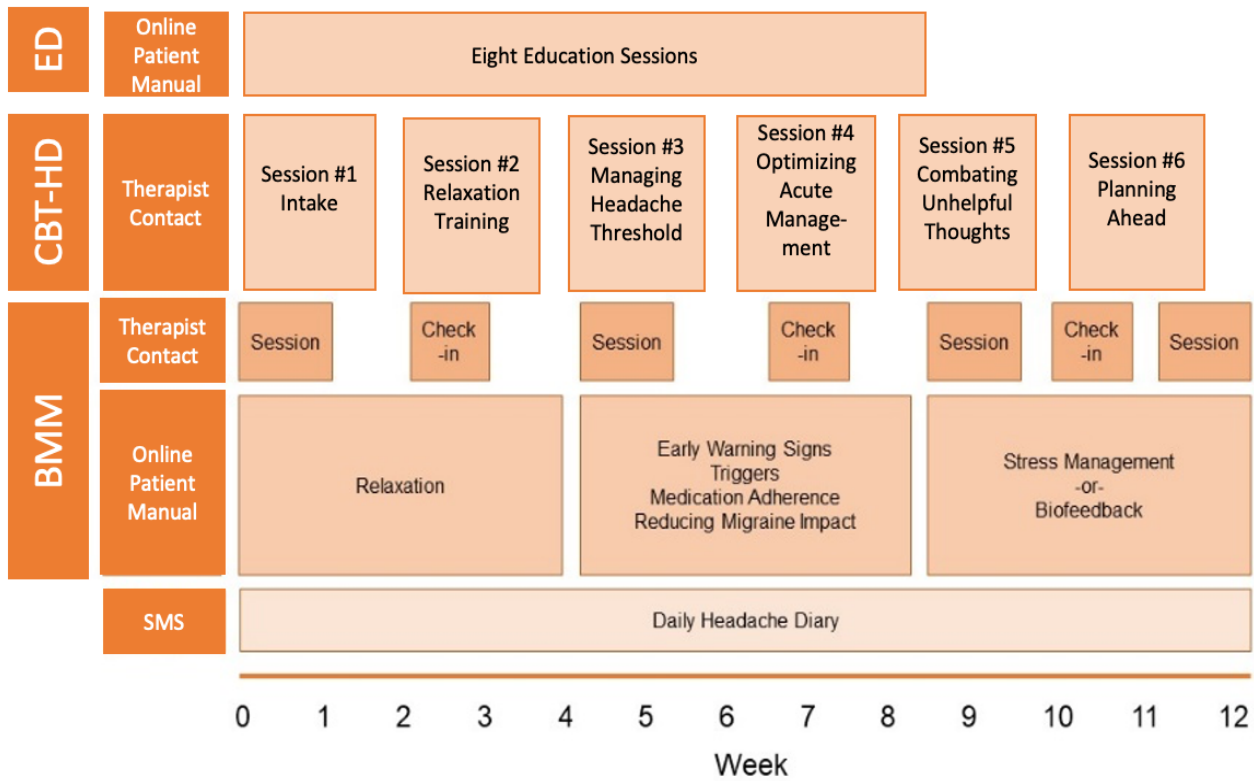 ED
Online
Patient
Manual
Eight Education Sessions
CBT-HD
Therapist
Contact
Session #1
Intake
Session #2
Relaxation
Training
Session #3
Managing
Headache
Threshold
Session #4
Optimizing
Acute
Manage-
ment
Session #5
Combating
Unhelpful
Thoughts
Session #6
Planning
Ahead
BMM
Therapist
Contact
Session
Check
-in
Session
Check
-in
Session
Check
-in
Session
Online
Patient
Manual
Relaxation
Early Warning Signs
Triggers
Medication Adherence
Reducing Migraine Impact
Stress Management
-or-
Biofeedback
SMS
Daily Headache Diary
0 1 2 3 4 5 6 7 8 9 10 11 12
Week